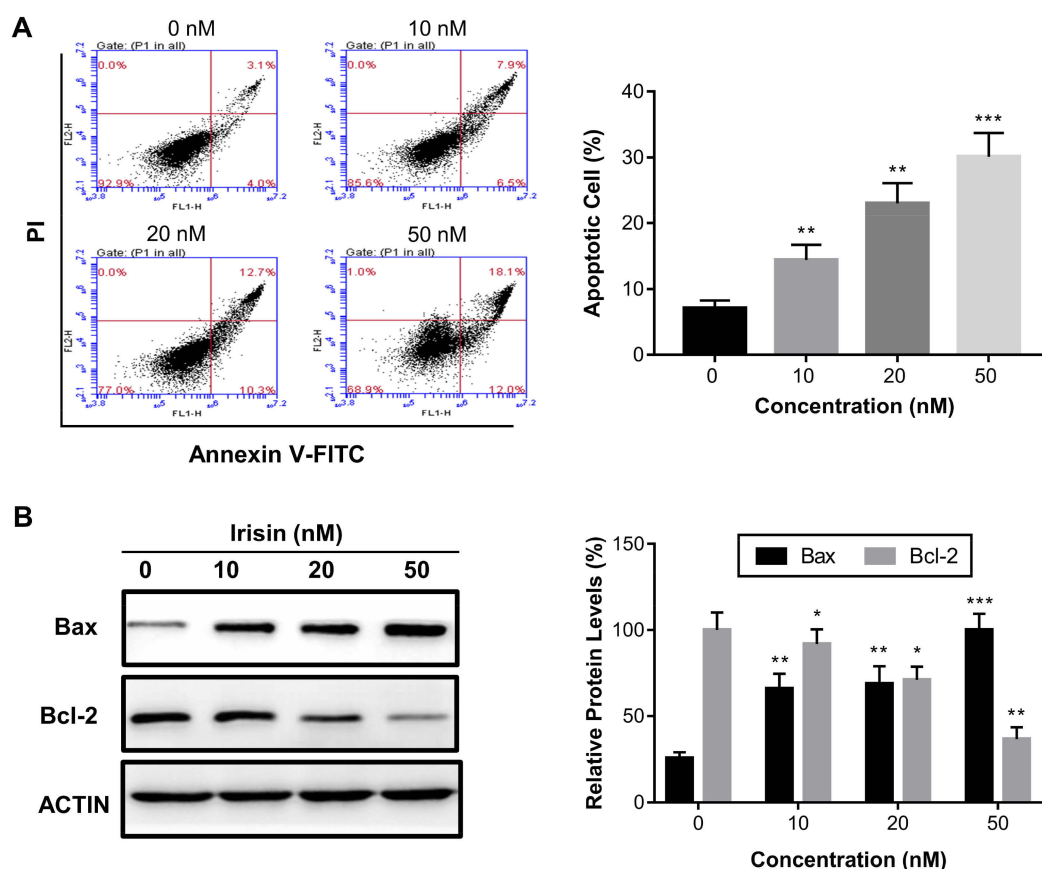 A
0 nM
10 nM
Gate: (P1 in all)
0.0%
3.1%
92.9%
4.0%
FL2-H
FL1-H
Gate: (P1 in all)
0.0%
7.9%
85.6%
6.5%
FL2-H
FL1-H
20 nM
50 nM
Gate: (P1 in all)
0.0%
12.7%
77.0%
10.3%
FL2-H
FL1-H
Gate: (P1 in all)
1.0%
18.1%
68.9%
12.0%
FL2-H
FL1-H
PI
Annexin V-FITC
Apoptotic Cell (%)
40
30
20
10
0
**
**
***
0 10 20 50
Concentration (nM)
B
Irisin (nM)
0 10 20 50
Bax
Bcl-2
ACTIN
Relative Protein Levels (%)
150
100
50
0
Bax Bcl-2
**
*
**
*
***
**
0 10 20 50
Concentration (nM)